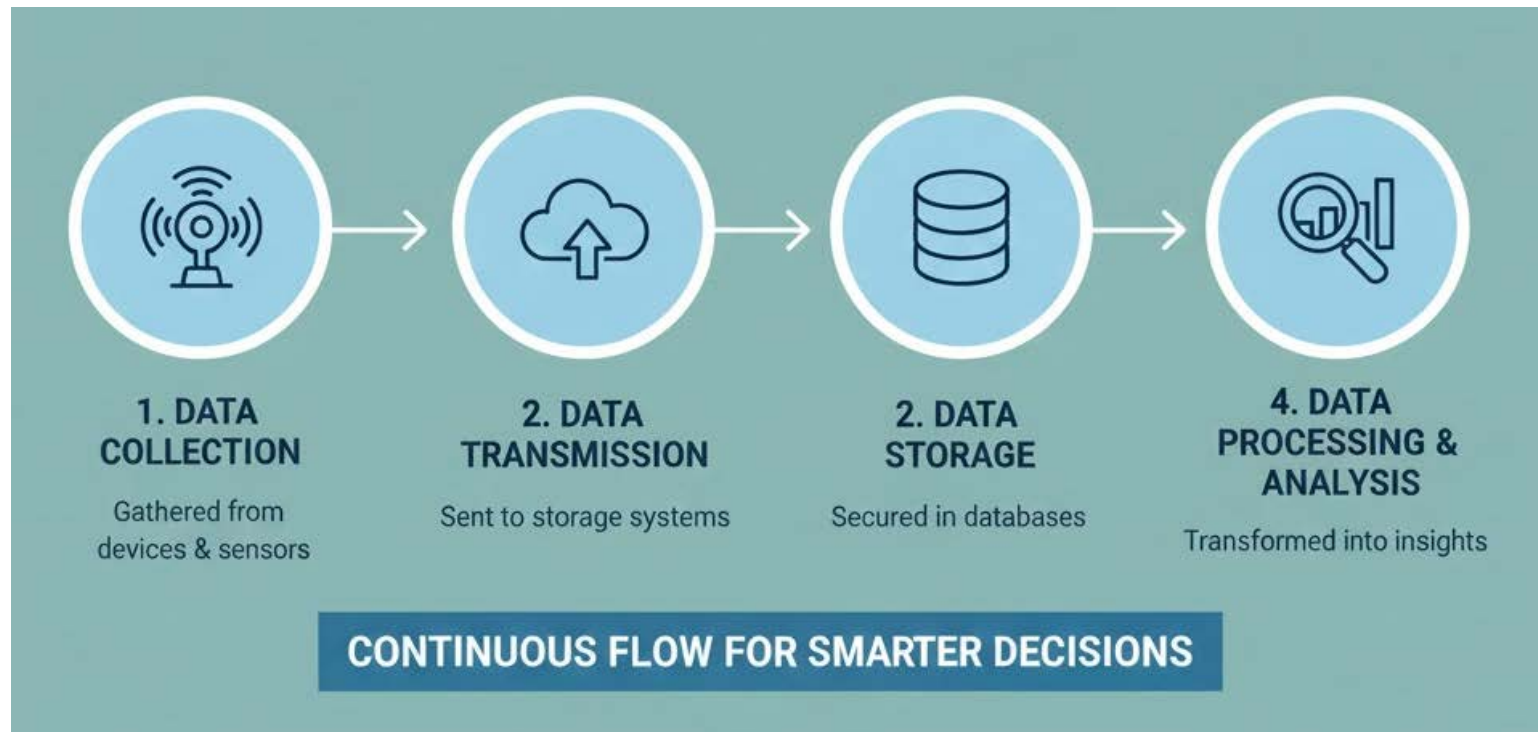 1. DATA
COLLECTION
Gathered from
devices & sensors
2. DATA
TRANSMISSION
Sent to storage systems
2. DATA
STORAGE
Secured in databases
4. DATA
PROCESSING &
ANALYSIS
Transformed into insights
CONTINUOUS FLOW FOR SMARTER DECISIONS